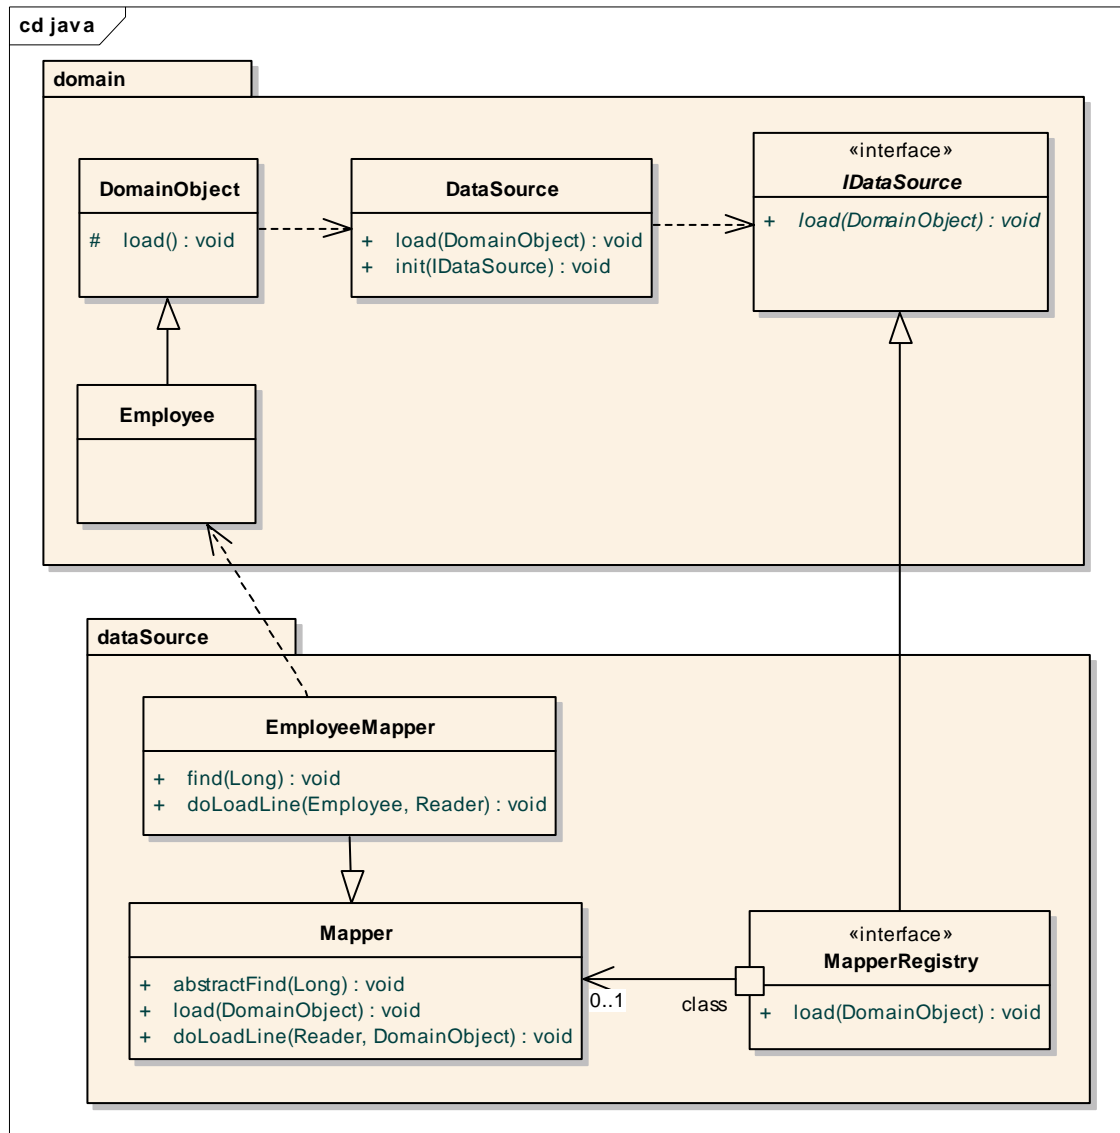 cd java
domain
DomainObject
# load() : void
DataSource
+ load(DomainObject) : void
+ init(IDataSource) : void
«interface»
IDataSource
+ load(DomainObject) : void
Employee
dataSource
EmployeeMapper
+ find(Long) : void
+ doLoadLine(Employee, Reader) : void
Mapper
+ abstractFind(Long) : void
+ load(DomainObject) : void
+ doLoadLine(Reader, DomainObject) : void
0..1
class
«interface»
MapperRegistry
+ load(DomainObject) : void